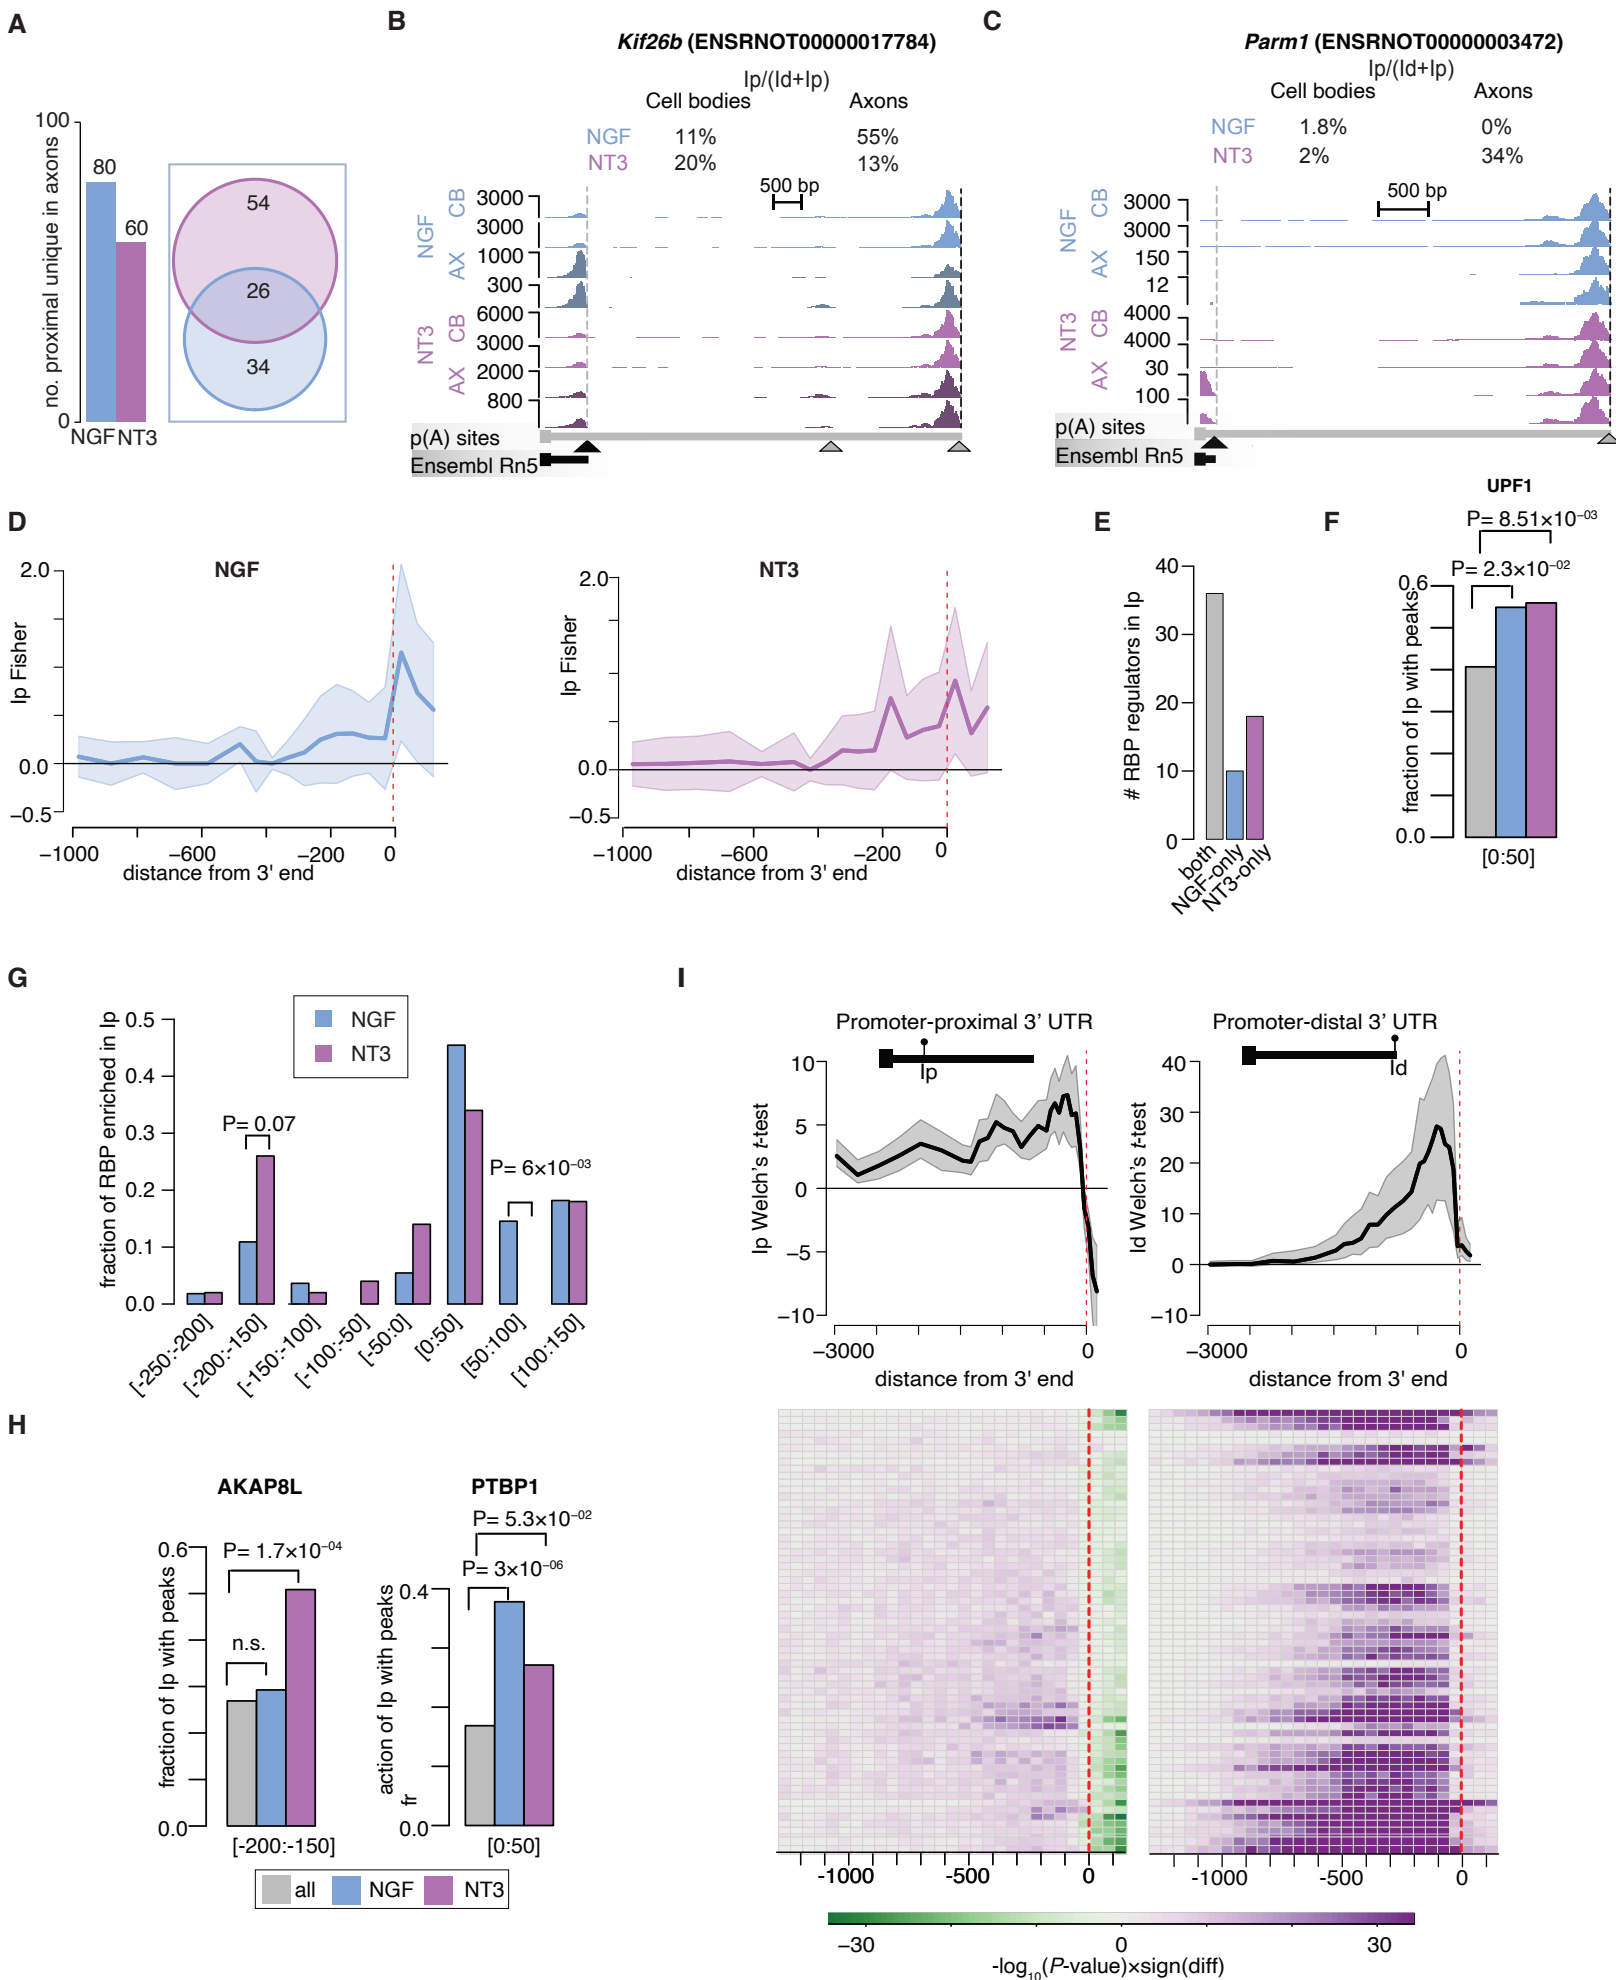 A
no. proximal unique in axons
100
0
80
60
NGF NT3
54
26
34
B
Kif26b (ENSRNOT00000017784)
Ip/(Id+Ip)
Cell bodies Axons
NGF 11% 55%
NT3 20% 13%
500 bp
NGF
CB
AX
3000
3000
1000
300
NT3
CB
AX
6000
3000
2000
800
p(A) sites
Ensembl Rn5
C
Parm1 (ENSRNOT00000003472)
Ip/(Id+Ip)
Cell bodies Axons
NGF 1.8% 0%
NT3 2% 34%
500 bp
NGF
CB
AX
3000
3000
150
12
NT3
CB
AX
4000
4000
30
100
p(A) sites
Ensembl Rn5
D
NGF
Ip Fisher
2.0
0.0
−0.5
−1000 −600 −200 0
distance from 3' end
NT3
Ip Fisher
2.0
0.0
−0.5
−1000 −600 −200 0
distance from 3' end
E
# RBP regulators in Ip
40
30
20
10
0
both
NGF-only
NT3-only
F
UPF1
P= 8.51×10−03
P= 2.3×10−02
fraction of Ip with peaks
0.6
0.0
[0:50]
G
fraction of RBP enriched in Ip
0.5
0.4
0.3
0.2
0.1
0.0
NGF
NT3
P= 0.07
P= 6×10−03
[-250:-200]
[-200:-150]
[-150:-100]
[-100:-50]
[-50:0]
[0:50]
[50:100]
[100:150]
H
AKAP8L
P= 1.7×10−04
n.s.
fraction of Ip with peaks
0.6
0.0
[-200:-150]
PTBP1
P= 5.3×10−02
P= 3×10−06
fr action of Ip with peaks
0.4
0.0
[0:50]
all NGF NT3
I
Promoter-proximal 3’ UTR
Ip
Ip Welch's t-test
10
5
0
−5
−10
−3000 0
distance from 3' end
Promoter-distal 3’ UTR
Id
Id Welch's t-test
40
30
20
10
0
−10
−3000 0
distance from 3' end
-1000 -500 0
-1000 -500 0
−30 0 30
-log10(P-value)×sign(diff)